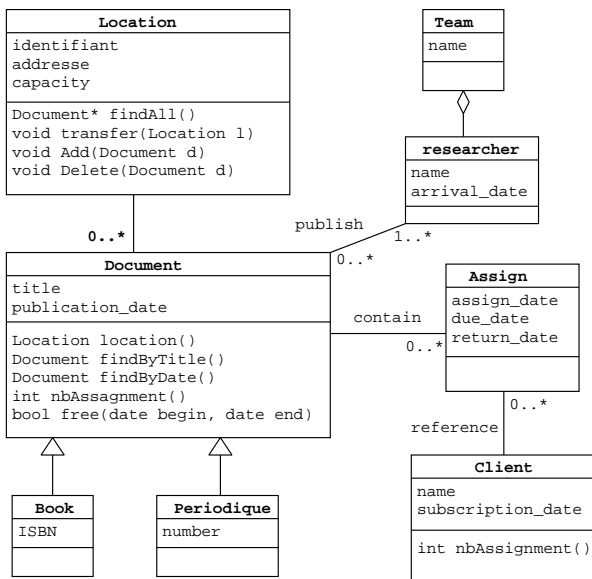 Location
identifiant
addresse
capacity
Document* findAll()
void transfer(Location l)
void Add(Document d)
void Delete(Document d)
Team
name
researcher
name
arrival_date
publish
1..*
0..*
0..*
Document
title
publication_date
Location location()
Document findByTitle()
Document findByDate()
int nbAssagnment()
bool free(date begin, date end)
contain
0..*
Assign
assign_date
due_date
return_date
0..*
reference
Book
ISBN
Periodique
number
Client
name
subscription_date
int nbAssignment()